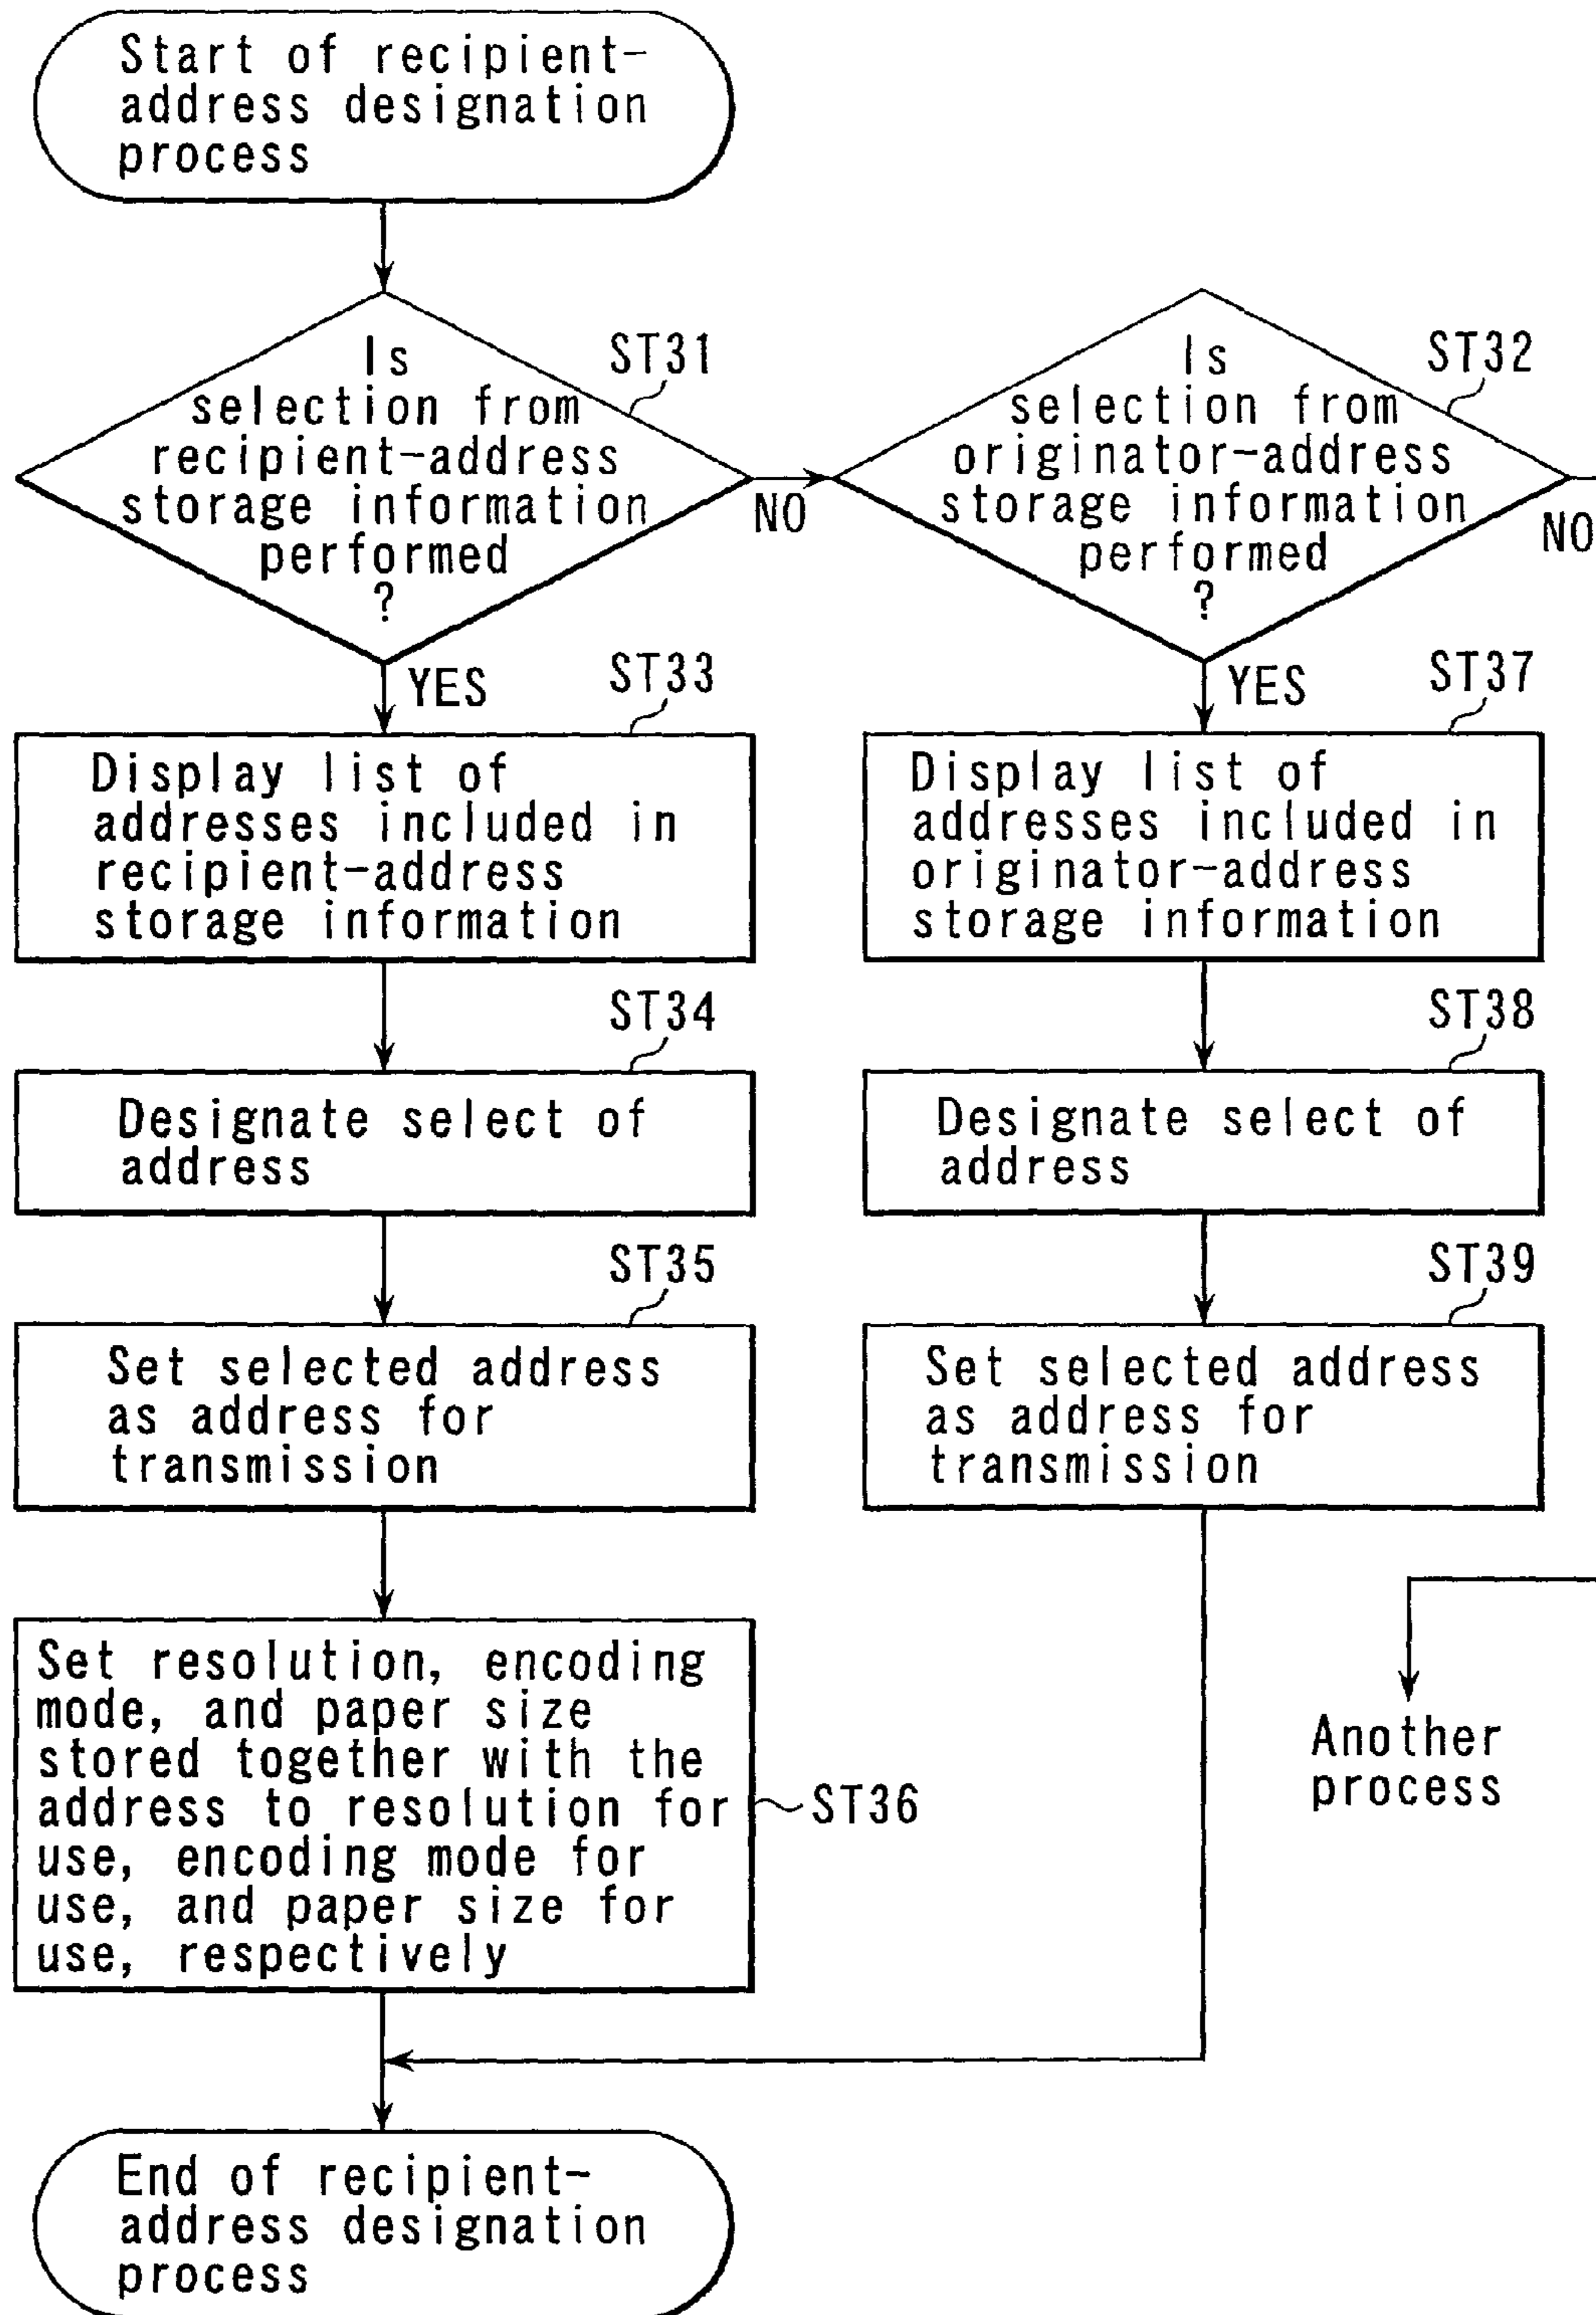 Start of recipient-
address designation
process
Is
selection from
recipient-address
storage information
performed
?
ST31
NO
YES
Is
selection from
originator-address
storage information
performed
?
ST32
NO
YES
ST33
Display list of
addresses included in
recipient-address
storage information
ST34
Designate select of
address
ST35
Set selected address
as address for
transmission
Set resolution, encoding
mode, and paper size
stored together with the
address to resolution for
use, encoding mode for
use, and paper size for
use, respectively
ST36
ST37
Display list of
addresses included in
originator-address
storage information
ST38
Designate select of
address
ST39
Set selected address
as address for
transmission
Another
process
End of recipient-
address designation
process